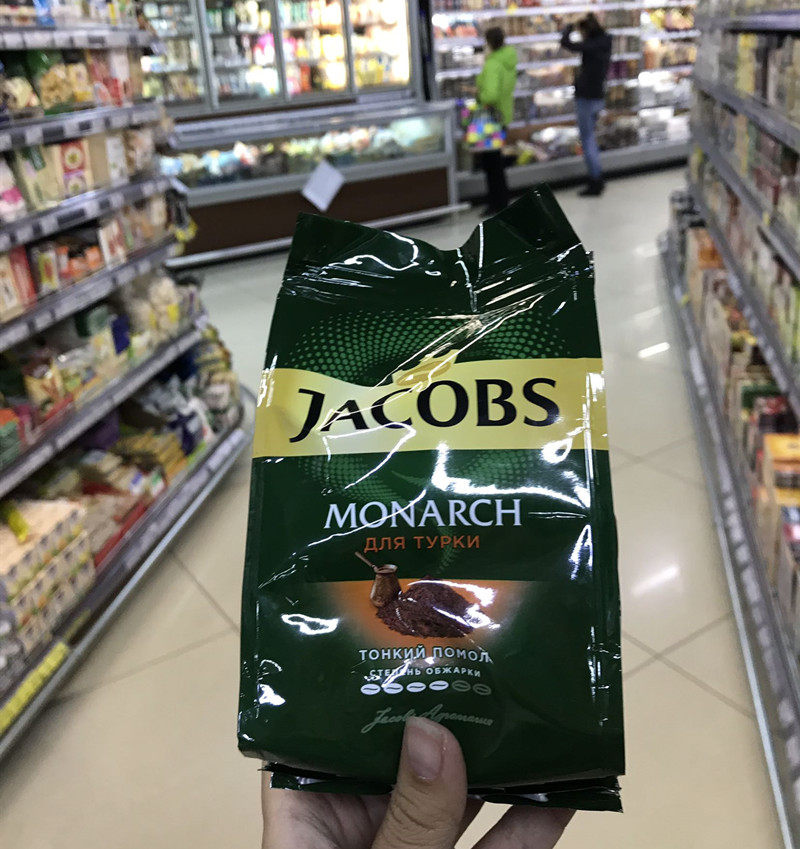 JACOBS
MONARCH
ДЛЯ ТУРКИ
ТОНКИЙ ПОМОЛ
СТЕПЕНЬ ОБЖАРКИ